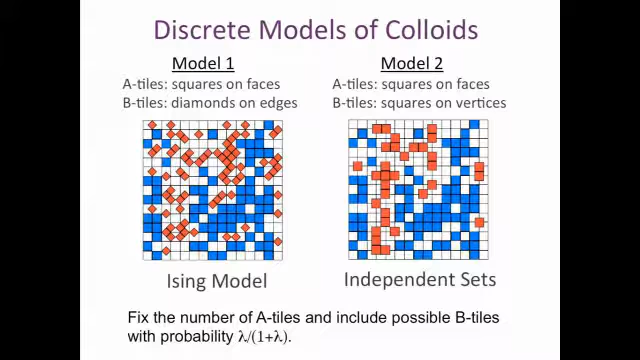 Discrete Models of Colloids
Model 1
A-tiles: squares on faces
B-tiles: diamonds on edges
Ising Model
Model 2
A-tiles: squares on faces
B-tiles: squares on vertices
Independent Sets
Fix the number of A-tiles and include possible B-tiles
with probability λ/(1+λ).